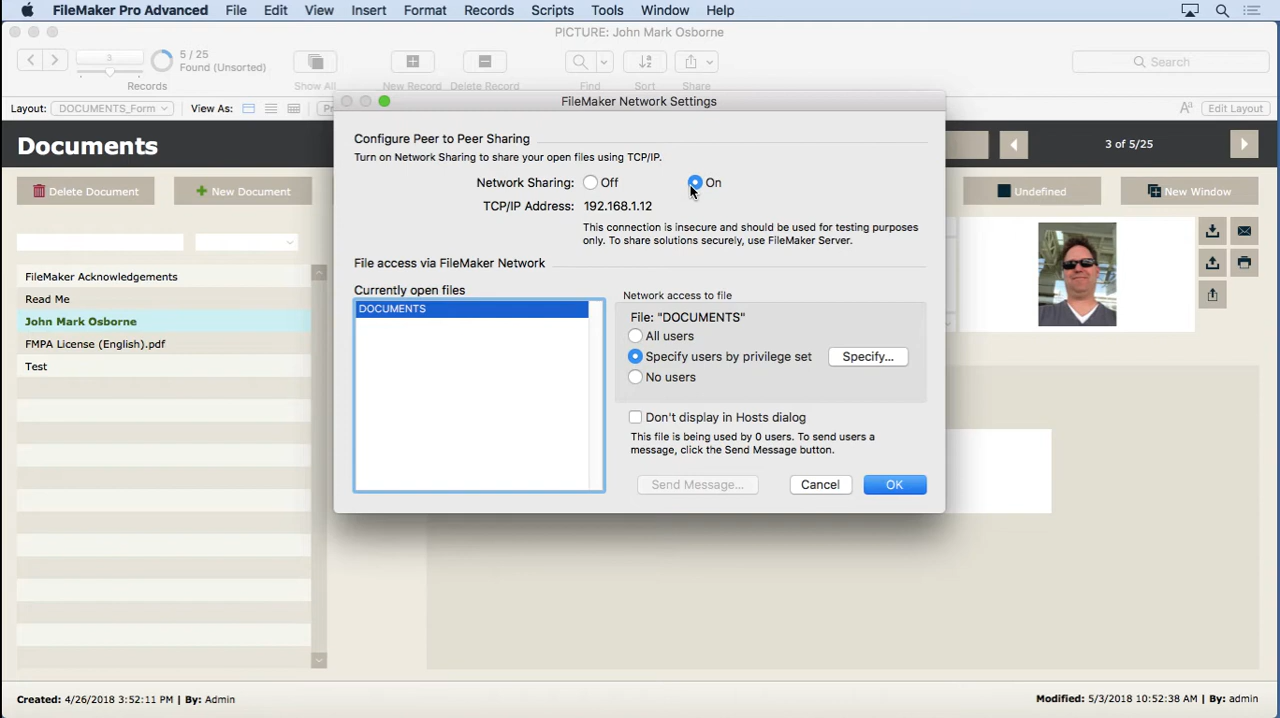 FileMaker Pro Advanced File Edit View Insert Format Records Scripts Tools Window Help
PICTURE: John Mark Osborne
3
5 / 25
Found (Unsorted)
Records
Show All
New Record
Delete Record
Find
Sort
Share
Search
Layout: DOCUMENTS_Form
View As:
Aª
Edit Layout
FileMaker Network Settings
Documents
3 of 5/25
Delete Document
New Document
Undefined
New Window
FileMaker Acknowledgements
Read Me
John Mark Osborne
FMPA License (English).pdf
Test
Configure Peer to Peer Sharing
Turn on Network Sharing to share your open files using TCP/IP.
Network Sharing: Off On
TCP/IP Address: 192.168.1.12
This connection is insecure and should be used for testing purposes
only. To share solutions securely, use FileMaker Server.
File access via FileMaker Network
Currently open files
DOCUMENTS
Network access to file
File: "DOCUMENTS"
All users
Specify users by privilege set
Specify...
No users
Don't display in Hosts dialog
This file is being used by 0 users. To send users a
message, click the Send Message button.
Send Message...
Cancel
OK
Created: 4/26/2018 3:52:11 PM | By: Admin
Modified: 5/3/2018 10:52:38 AM | By: admin